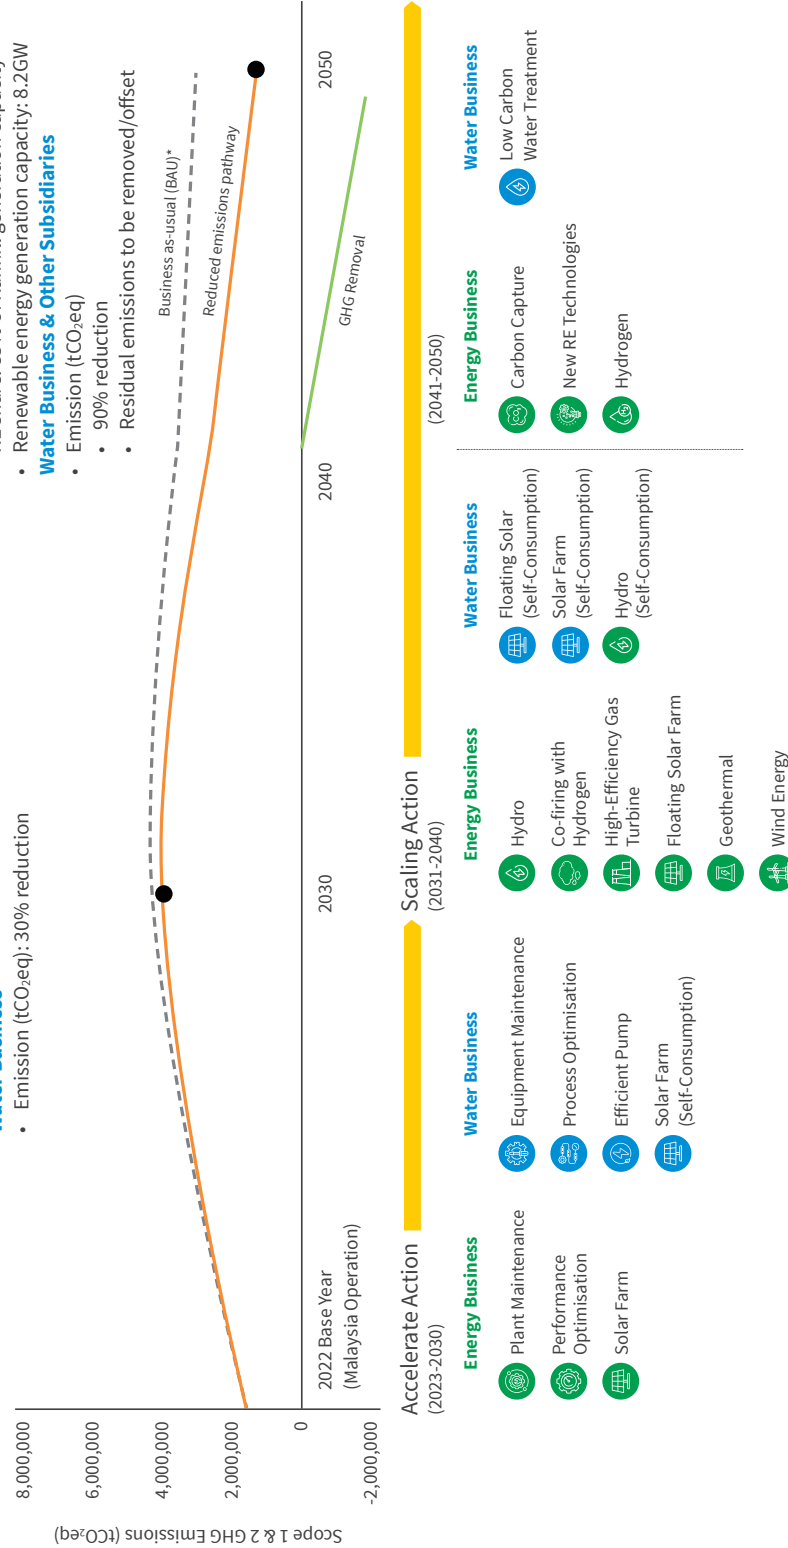 • Emission (tCO₂eq): 30% reduction
• Renewable energy generation capacity: 8.2GW
Water Business & Other Subsidiaries
• Emission (tCO₂eq)
• 90% reduction
• Residual emissions to be removed/offset
8,000,000
6,000,000
4,000,000
2,000,000
0
-2,000,000
Scope 1 & 2 GHG Emissions (tCO₂eq)
Business as-usual (BAU)*
Reduced emissions pathway
GHG Removal
2022 Base Year
(Malaysia Operation)
2030
2040
2050
Accelerate Action
(2023-2030)
Scaling Action
(2031-2040)
(2041-2050)
Energy Business
Plant Maintenance
Performance
Optimisation
Solar Farm
Water Business
Equipment Maintenance
Process Optimisation
Efficient Pump
Solar Farm
(Self-Consumption)
Energy Business
Hydro
Co-firing with
Hydrogen
High-Efficiency Gas
Turbine
Floating Solar Farm
Geothermal
Wind Energy
Water Business
Floating Solar
(Self-Consumption)
Solar Farm
(Self-Consumption)
Hydro
(Self-Consumption)
Energy Business
Carbon Capture
New RE Technologies
Hydrogen
Water Business
Low Carbon
Water Treatment